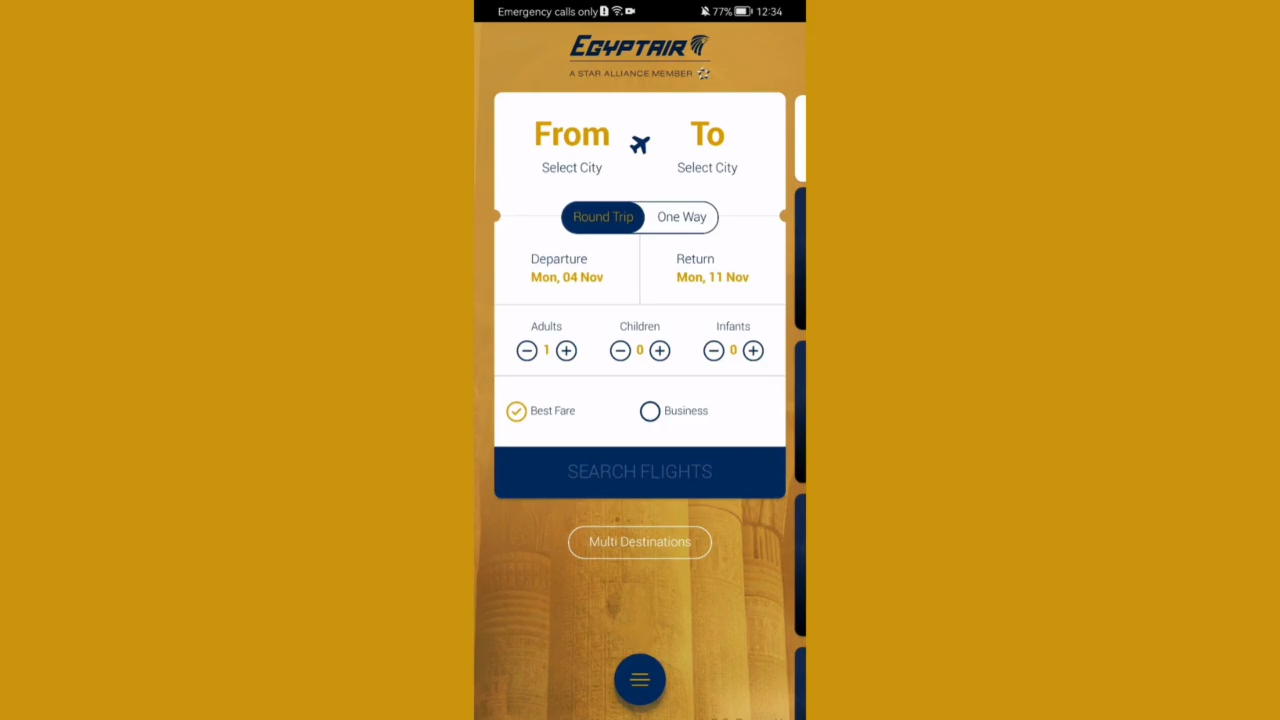 Emergency calls only
77% 12:34
EGYPTAIR
A STAR ALLIANCE MEMBER
From To
Select City Select City
Round Trip One Way
Departure Return
Mon, 04 Nov Mon, 11 Nov
Adults Children Infants
1 0 0
Best Fare Business
SEARCH FLIGHTS
Multi Destinations